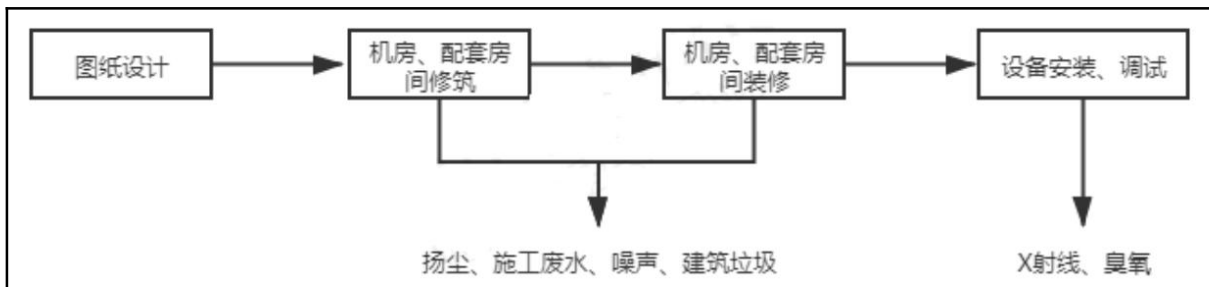 图纸设计
机房、配套房
间修筑
机房、配套房
间装修
设备安装、调试
扬尘、施工废水、噪声、建筑垃圾
X射线、臭氧